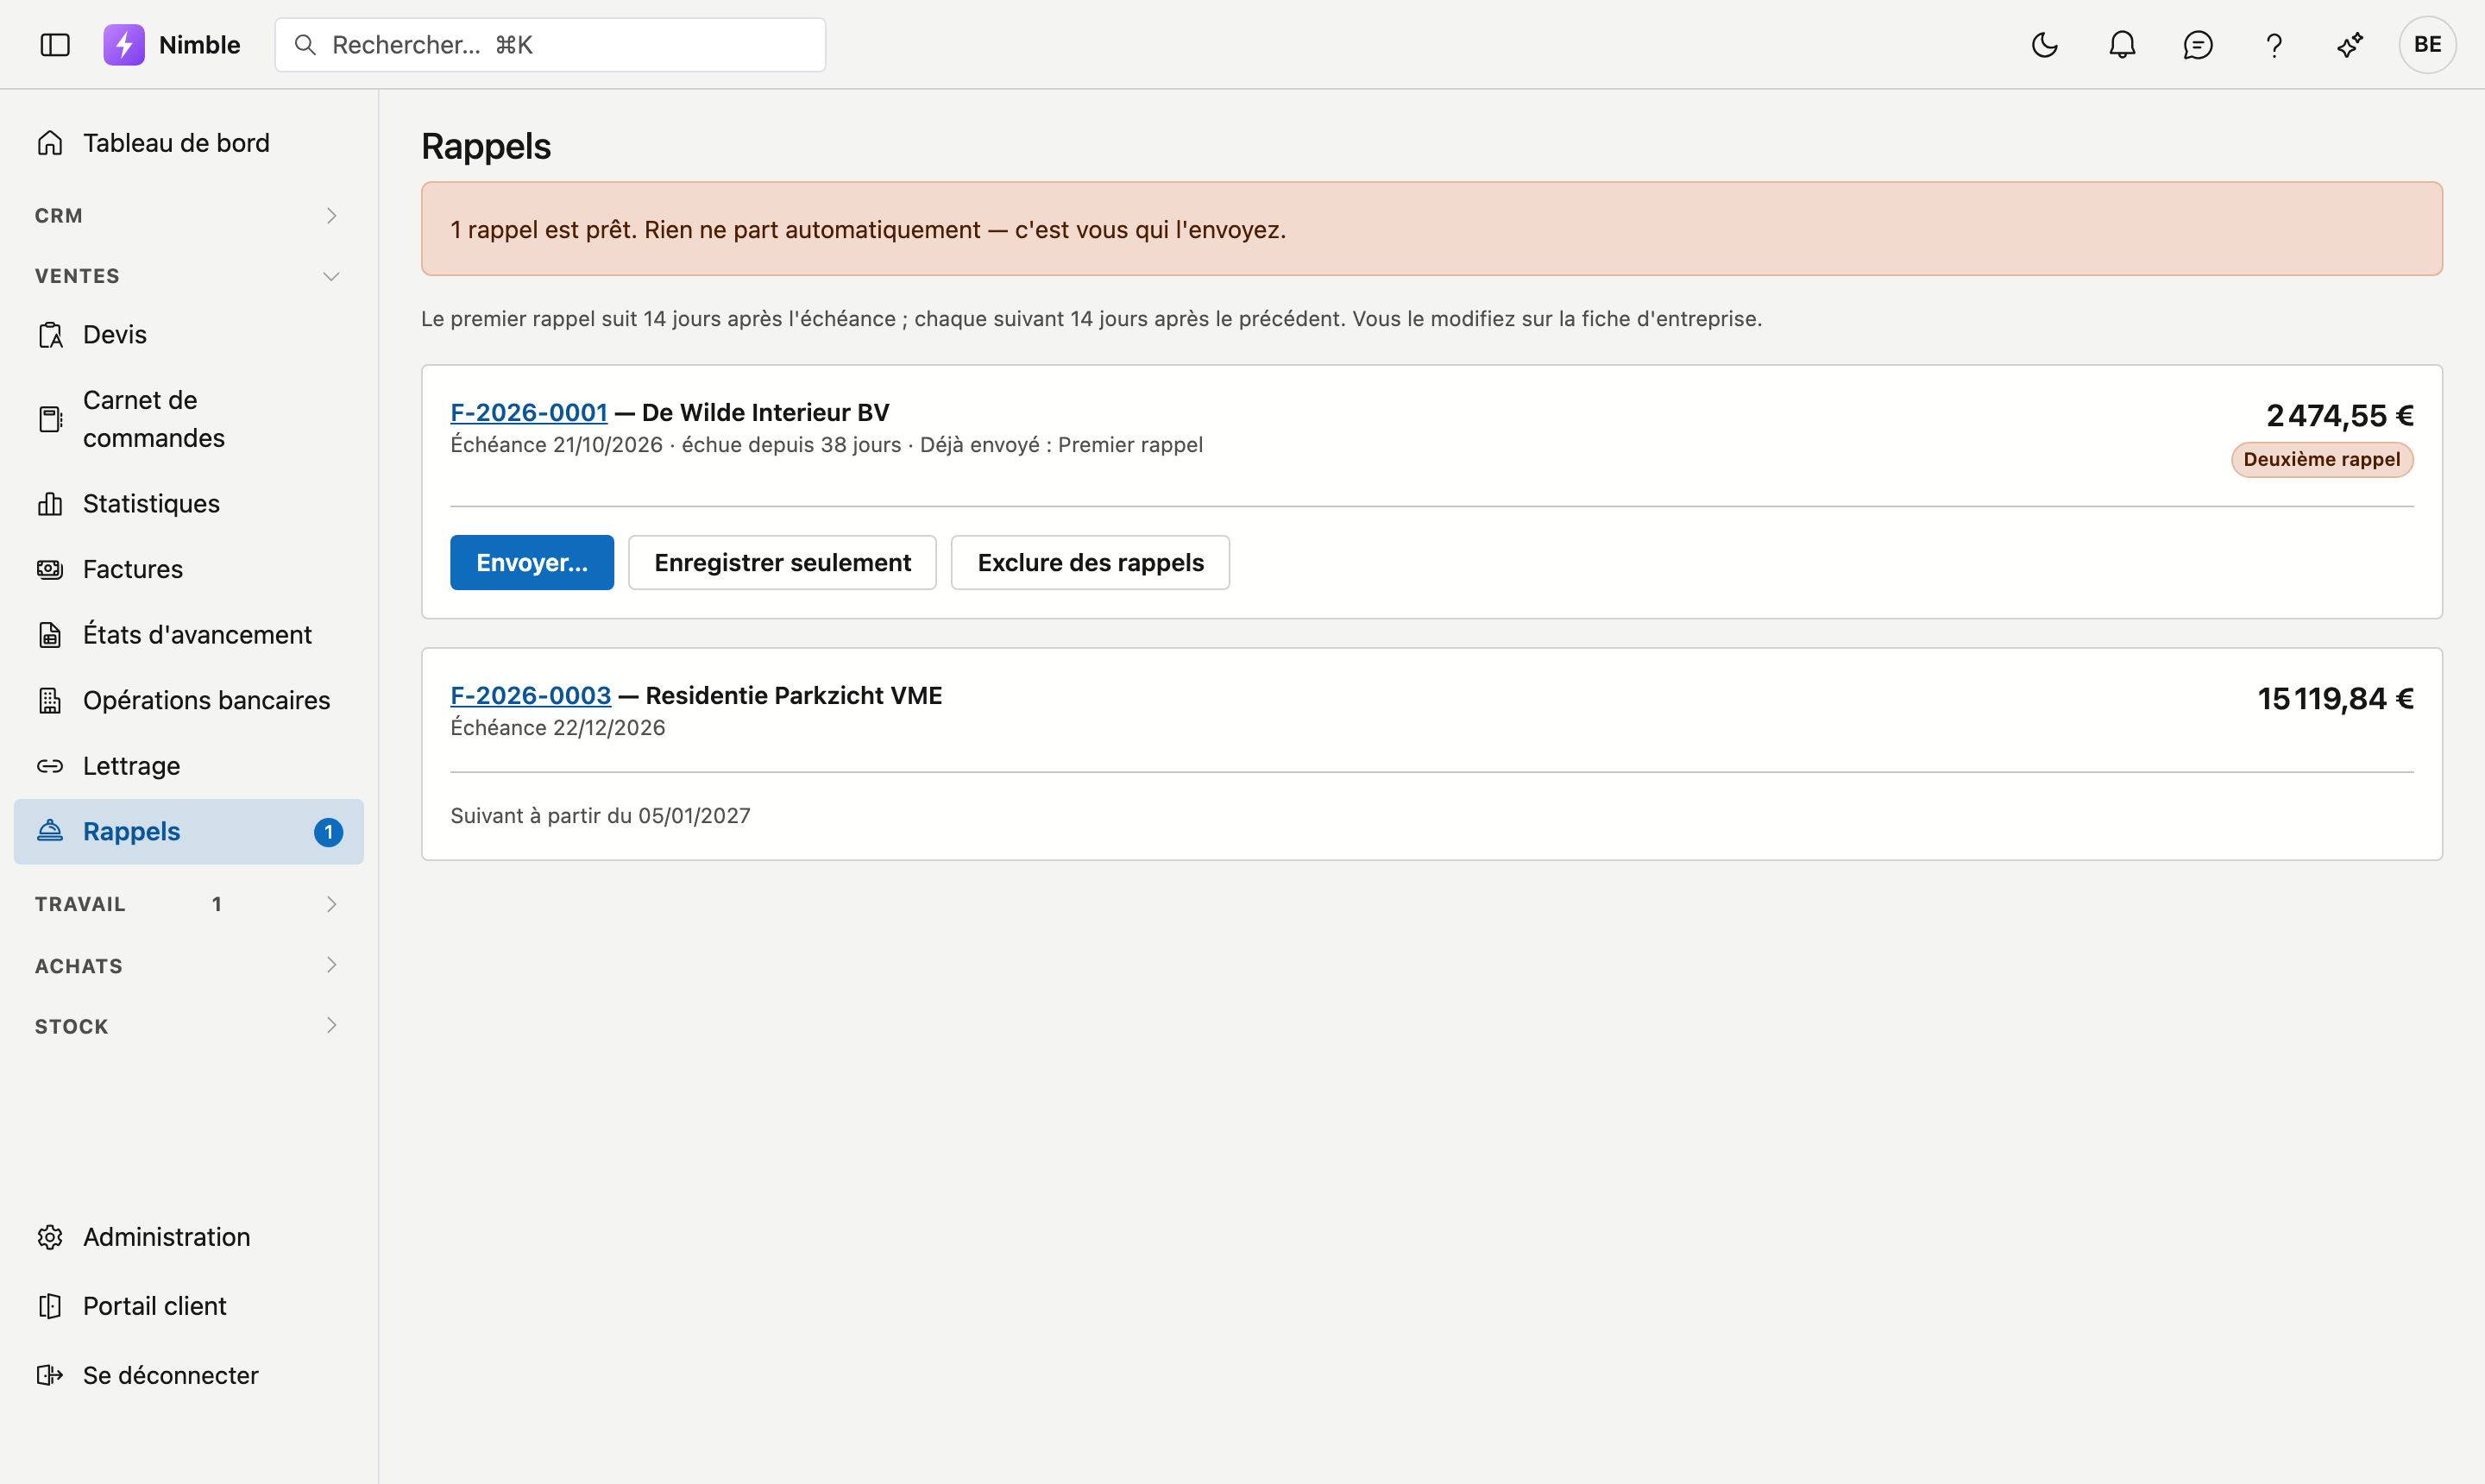 Nimble
Rechercher... ⌘K
BE
Tableau de bord
CRM
VENTES
Devis
Carnet de
commandes
Statistiques
Factures
États d'avancement
Opérations bancaires
Lettrage
Rappels 1
TRAVAIL 1
ACHATS
STOCK
Administration
Portail client
Se déconnecter
Rappels
1 rappel est prêt. Rien ne part automatiquement — c'est vous qui l'envoyez.
Le premier rappel suit 14 jours après l'échéance ; chaque suivant 14 jours après le précédent. Vous le modifiez sur la fiche d'entreprise.
F-2026-0001 — De Wilde Interieur BV
2 474,55 €
Échéance 21/10/2026 · échue depuis 38 jours · Déjà envoyé : Premier rappel
Deuxième rappel
Envoyer... Enregistrer seulement Exclure des rappels
F-2026-0003 — Residentie Parkzicht VME
15 119,84 €
Échéance 22/12/2026
Suivant à partir du 05/01/2027